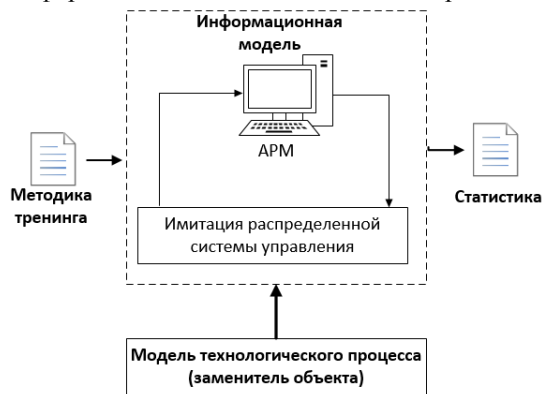 Информационная
модель
АРМ
Методика
тренинга
Статистика
Имитация распределенной
системы управления
Модель технологического процесса
(заменитель объекта)